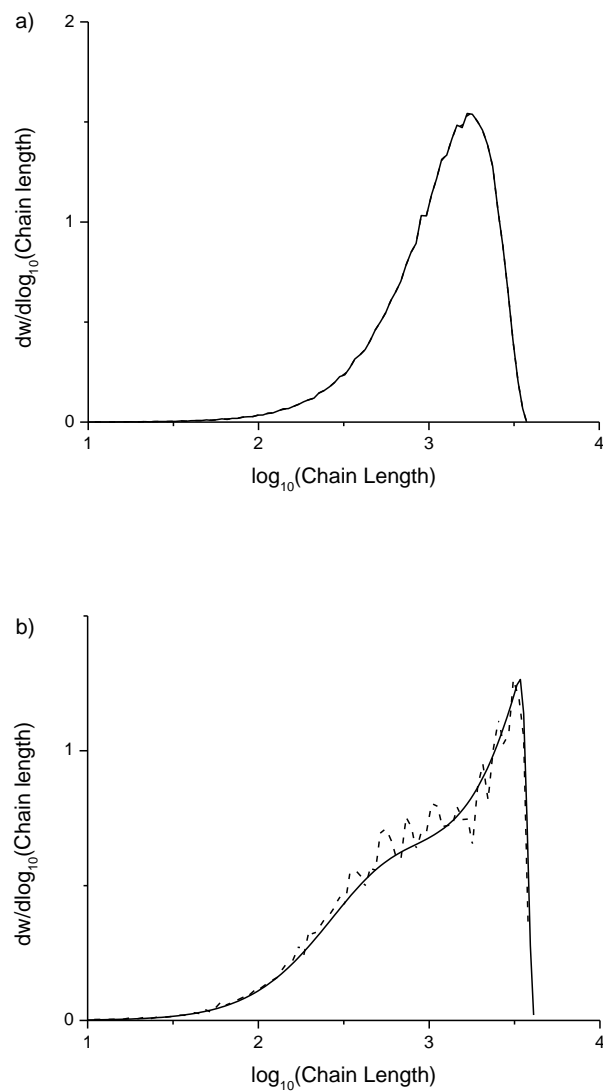 a)
2
1
0
dw/dlog₁₀(Chain length)
1 2 3 4
log₁₀(Chain Length)
b)
1
0
dw/dlog₁₀(Chain length)
1 2 3 4
log₁₀(Chain Length)